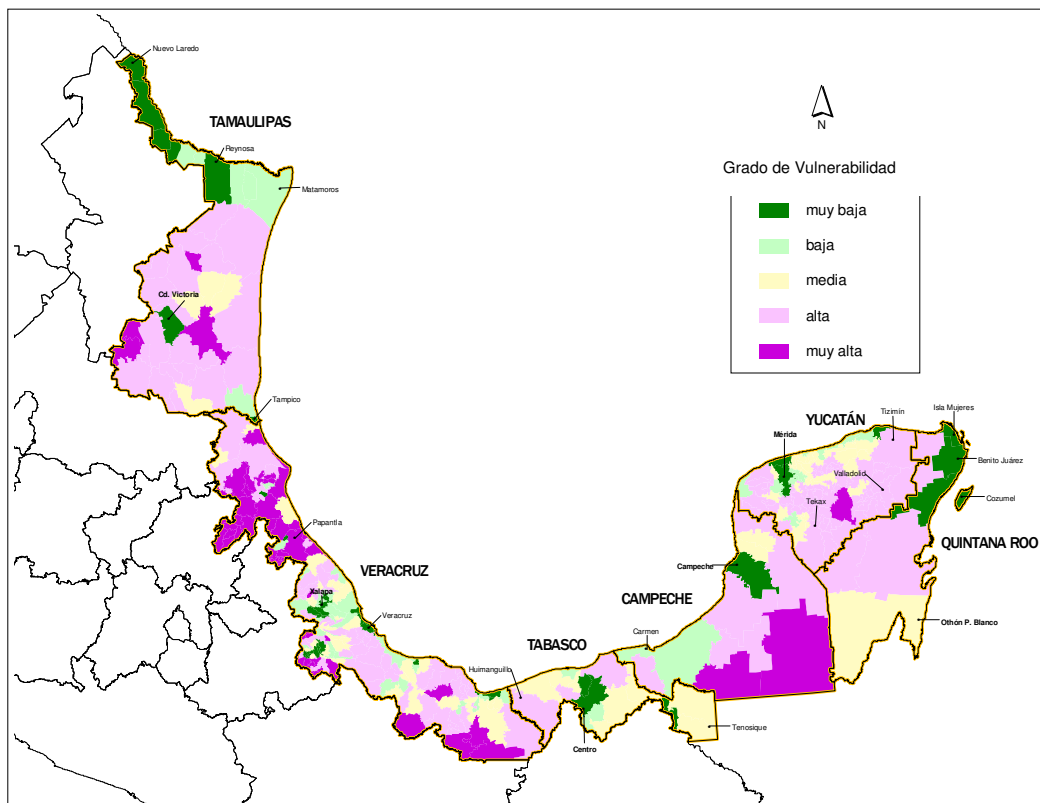 Nuevo Laredo
TAMAULIPAS
Reynosa
Matamoros
N
Grado de Vulnerabilidad
muy baja
baja
media
alta
muy alta
Cd. Victoria
Tampico
Papantla
VERACRUZ
Xalapa
Veracruz
YUCATÁN
Tizimín
Isla Mujeres
Mérida
Benito Juárez
Valladolid
Cozumel
Tekax
QUINTANA ROO
Campeche
CAMPECHE
Othón P. Blanco
Carmen
TABASCO
Huimanguillo
Tenosique
Centro